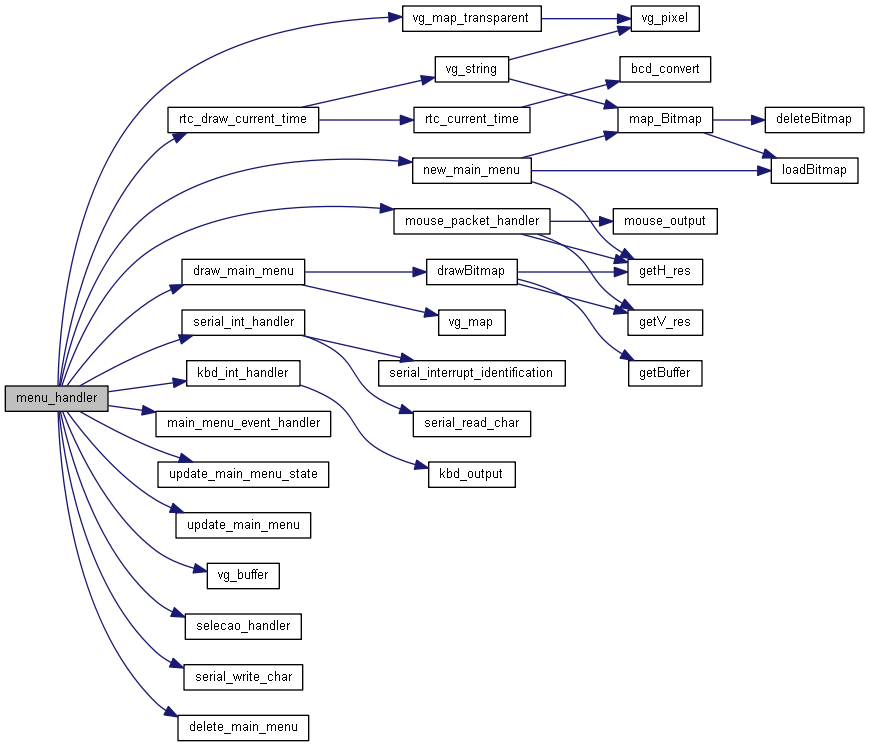 vg_map_transparent
vg_pixel
vg_string
bcd_convert
rtc_draw_current_time
rtc_current_time
map_Bitmap
deleteBitmap
new_main_menu
loadBitmap
mouse_packet_handler
mouse_output
draw_main_menu
drawBitmap
getH_res
serial_int_handler
vg_map
getV_res
kbd_int_handler
serial_interrupt_identification
getBuffer
menu_handler
main_menu_event_handler
serial_read_char
update_main_menu_state
kbd_output
update_main_menu
vg_buffer
selecao_handler
serial_write_char
delete_main_menu